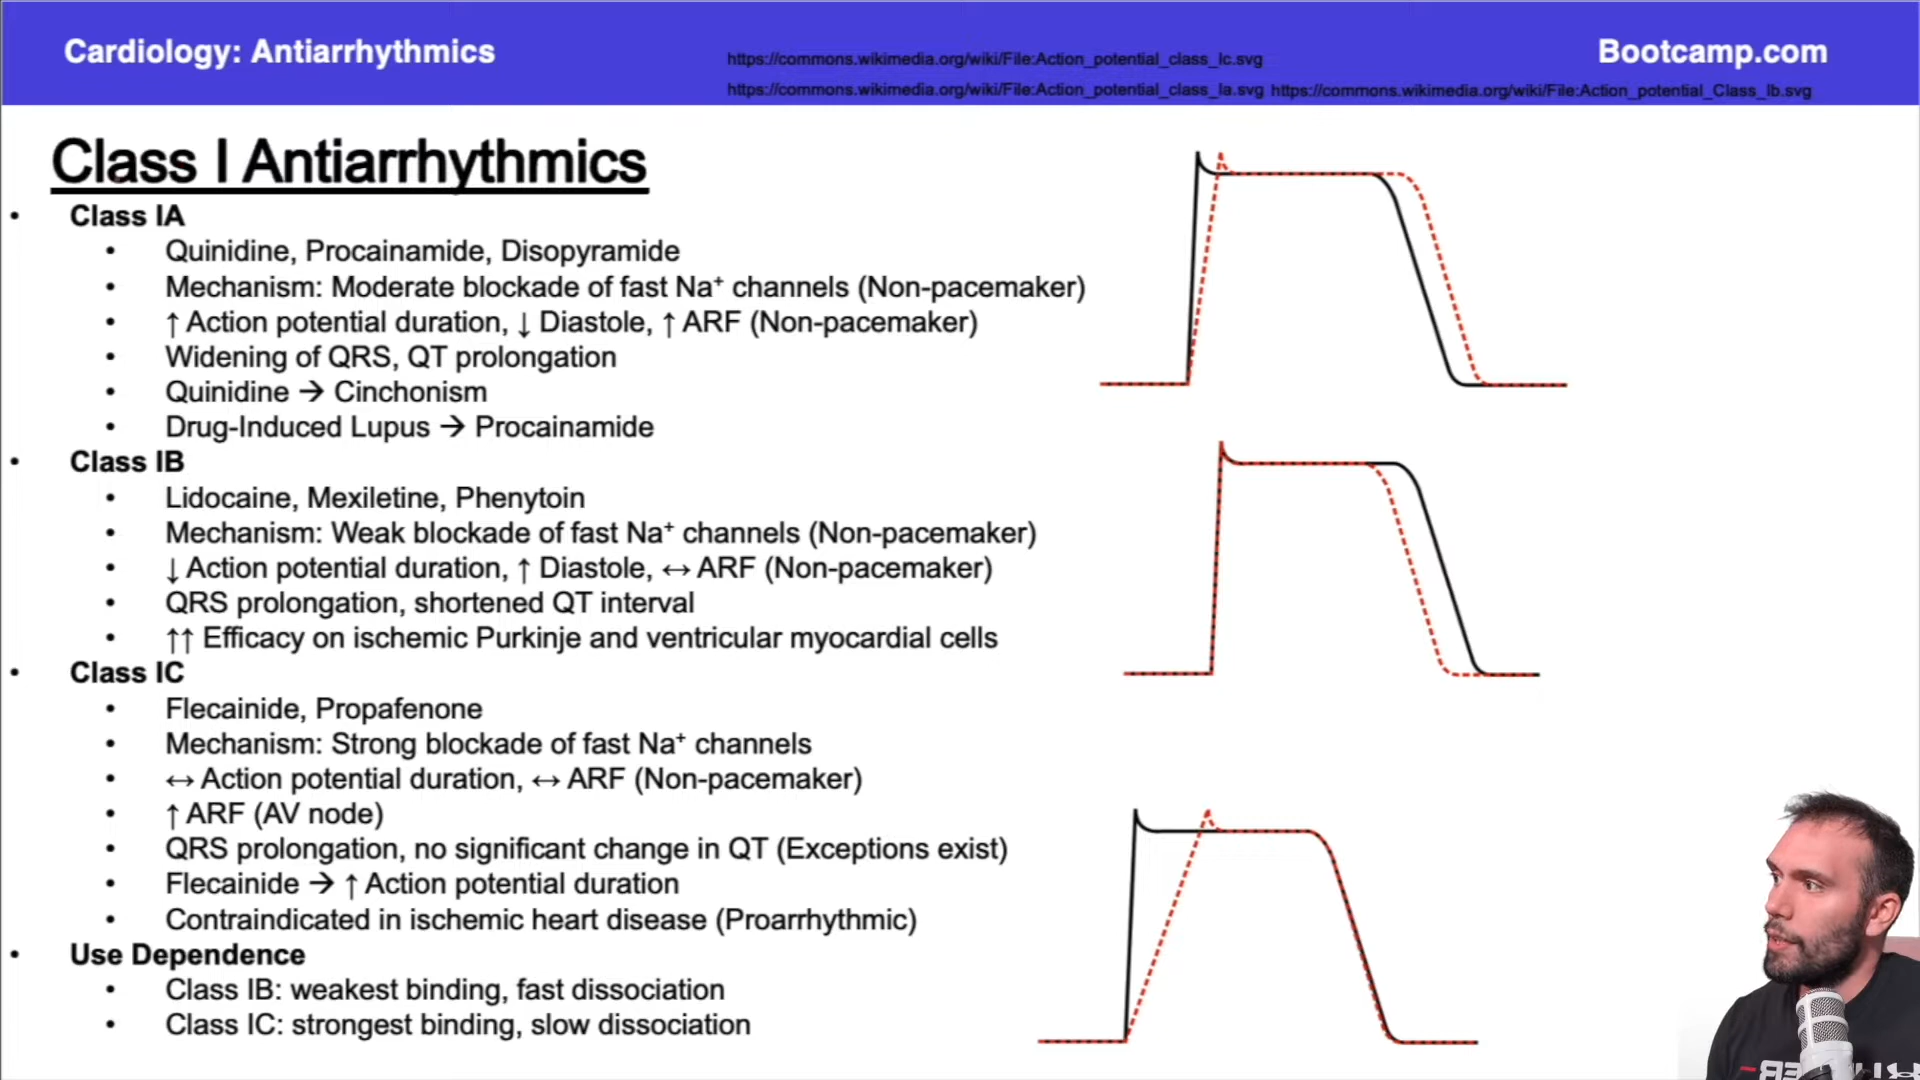 Cardiology: Antiarrhythmics
https://commons.wikimedia.org/wiki/File:Action_potential_class_Ic.svg
https://commons.wikimedia.org/wiki/File:Action_potential_class_Ia.svg https://commons.wikimedia.org/wiki/File:Action_potential_Class_Ib.svg
Bootcamp.com
Class I Antiarrhythmics
• Class IA
• Quinidine, Procainamide, Disopyramide
• Mechanism: Moderate blockade of fast Na⁺ channels (Non-pacemaker)
• ↑ Action potential duration, ↓ Diastole, ↑ ARF (Non-pacemaker)
• Widening of QRS, QT prolongation
• Quinidine → Cinchonism
• Drug-Induced Lupus → Procainamide
• Class IB
• Lidocaine, Mexiletine, Phenytoin
• Mechanism: Weak blockade of fast Na⁺ channels (Non-pacemaker)
• ↓ Action potential duration, ↑ Diastole, ↔ ARF (Non-pacemaker)
• QRS prolongation, shortened QT interval
• ↑↑ Efficacy on ischemic Purkinje and ventricular myocardial cells
• Class IC
• Flecainide, Propafenone
• Mechanism: Strong blockade of fast Na⁺ channels
• ↔ Action potential duration, ↔ ARF (Non-pacemaker)
• ↑ ARF (AV node)
• QRS prolongation, no significant change in QT (Exceptions exist)
• Flecainide → ↑ Action potential duration
• Contraindicated in ischemic heart disease (Proarrhythmic)
• Use Dependence
• Class IB: weakest binding, fast dissociation
• Class IC: strongest binding, slow dissociation